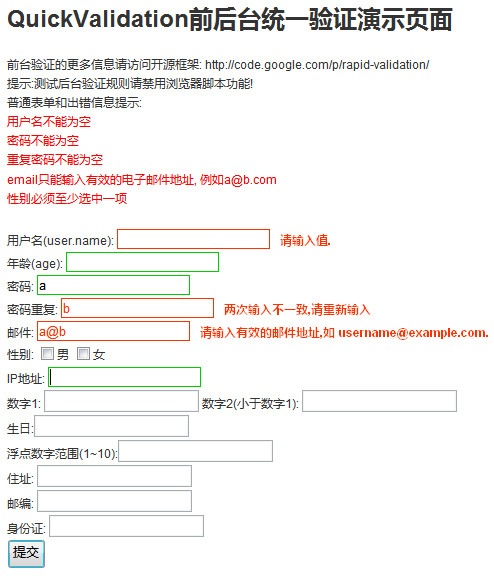 QuickValidation前后台统一验证演示页面
前台验证的更多信息请访问开源框架: http://code.google.com/p/rapid-validation/
提示:测试后台验证规则请禁用浏览器脚本功能!
普通表单和出错信息提示:
用户名不能为空
密码不能为空
重复密码不能为空
email只能输入有效的电子邮件地址, 例如a@b.com
性别必须至少选中一项
用户名(user.name): 请输入值.
年龄(age):
密码: a
密码重复: b 两次输入不一致,请重新输入
邮件: a@b 请输入有效的邮件地址,如 username@example.com.
性别: 男 女
IP地址:
数字1: 数字2(小于数字1):
生日:
浮点数字范围(1~10):
住址:
邮编:
身份证:
提交